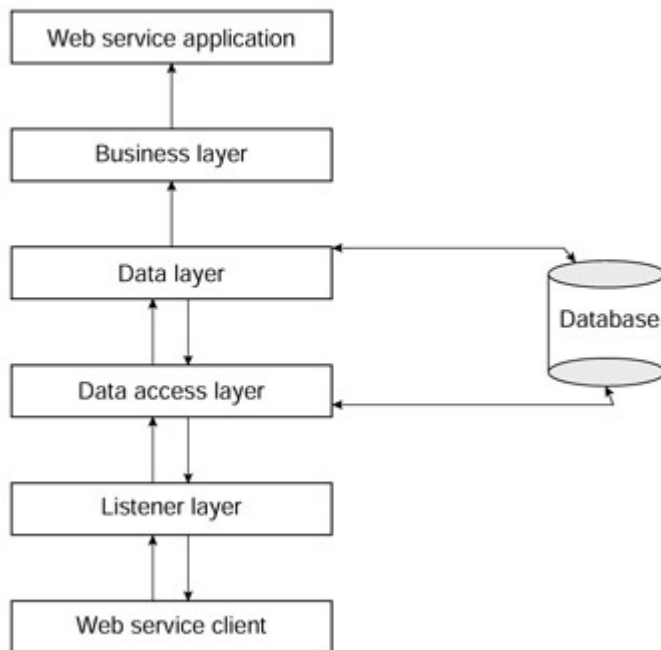 Web service application
Business layer
Data layer
Database
Data access layer
Listener layer
Web service client